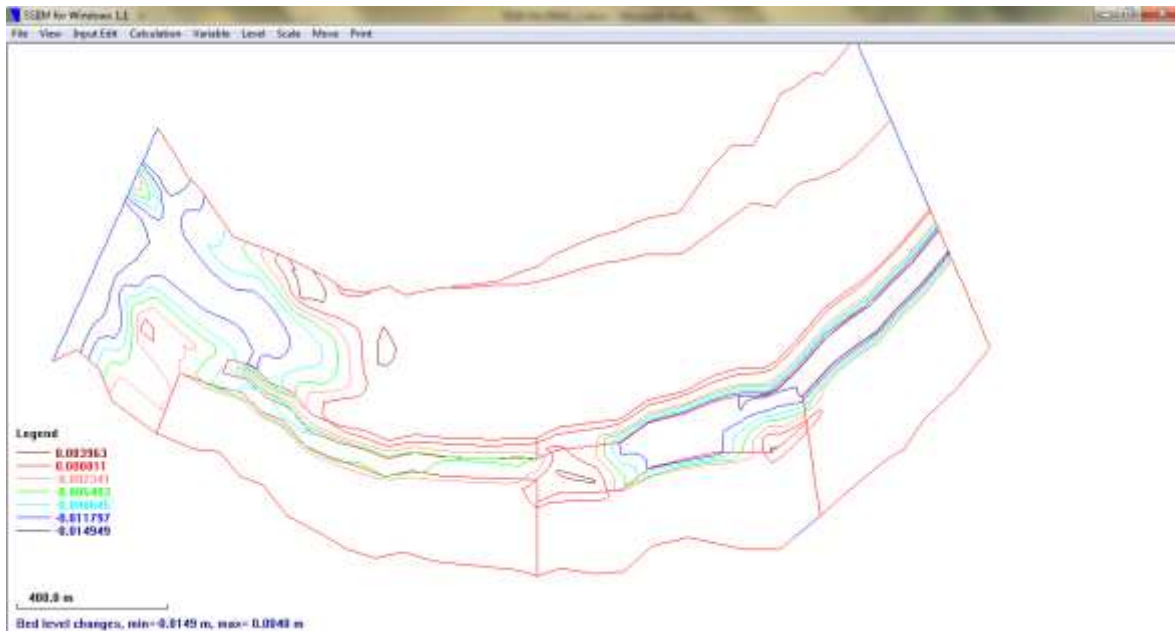 SSIIM for Windows 1.1
File View Input Edit Calculation Variable Level Scale Move Print
Legend
0.003963
0.000811
-0.002341
-0.005493
-0.008645
-0.011797
-0.014949
400.0 m
Bed level changes, min=-0.0149 m, max= 0.0040 m